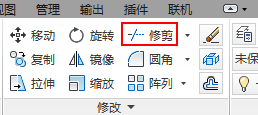 视图 管理 输出 插件 联机
移动 旋转 修剪
复制 镜像 圆角
拉伸 缩放 阵列
未保
修改